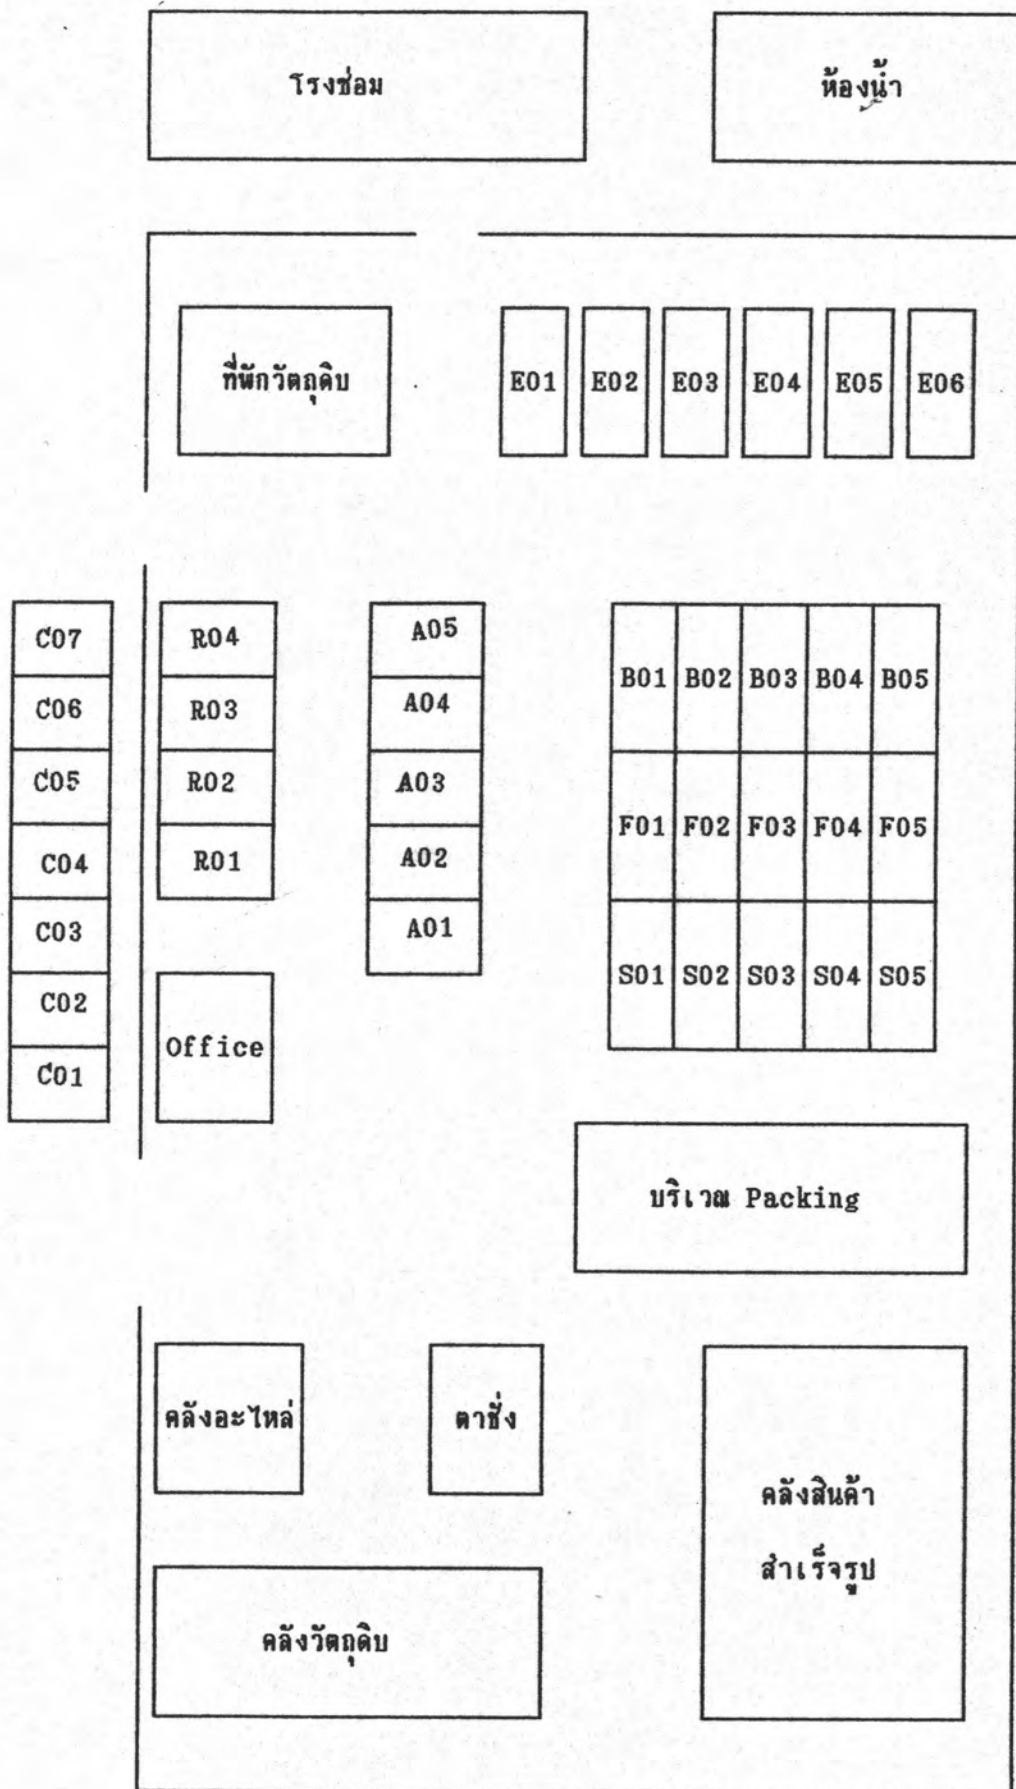 โรงซ่อม
ห้องน้ำ
ที่พักวัตถุดิบ
E01 E02 E03 E04 E05 E06
C07
C06
C05
C04
C03
C02
C01
R04
R03
R02
R01
Office
A05
A04
A03
A02
A01
B01 B02 B03 B04 B05
F01 F02 F03 F04 F05
S01 S02 S03 S04 S05
บริเวณ Packing
คลังอะไหล่
ตาชั่ง
คลังสินค้า
สำเร็จรูป
คลังวัตถุดิบ